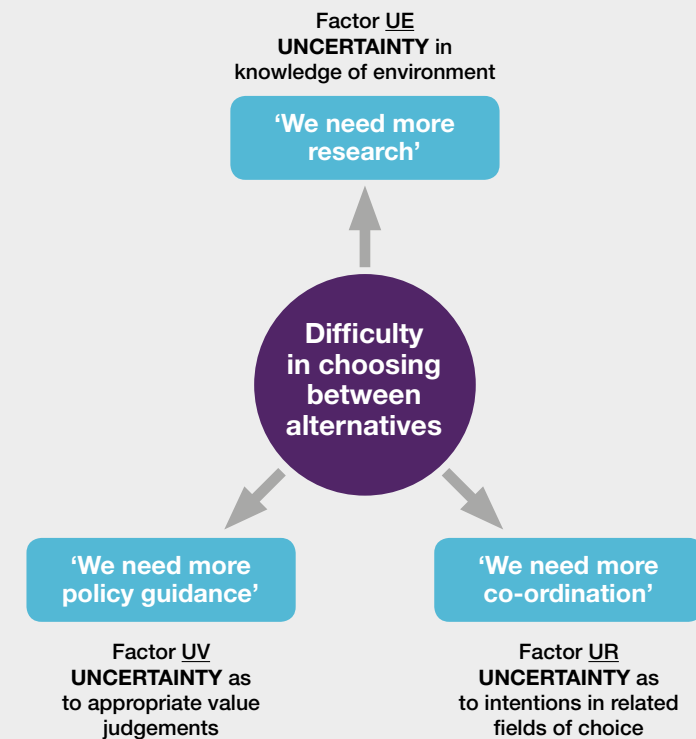 Factor UE
UNCERTAINTY in
knowledge of environment
‘We need more
research’
Difficulty
in choosing
between
alternatives
‘We need more
policy guidance’
Factor UV
UNCERTAINTY as
to appropriate value
judgements
‘We need more
co-ordination’
Factor UR
UNCERTAINTY as
to intentions in related
fields of choice